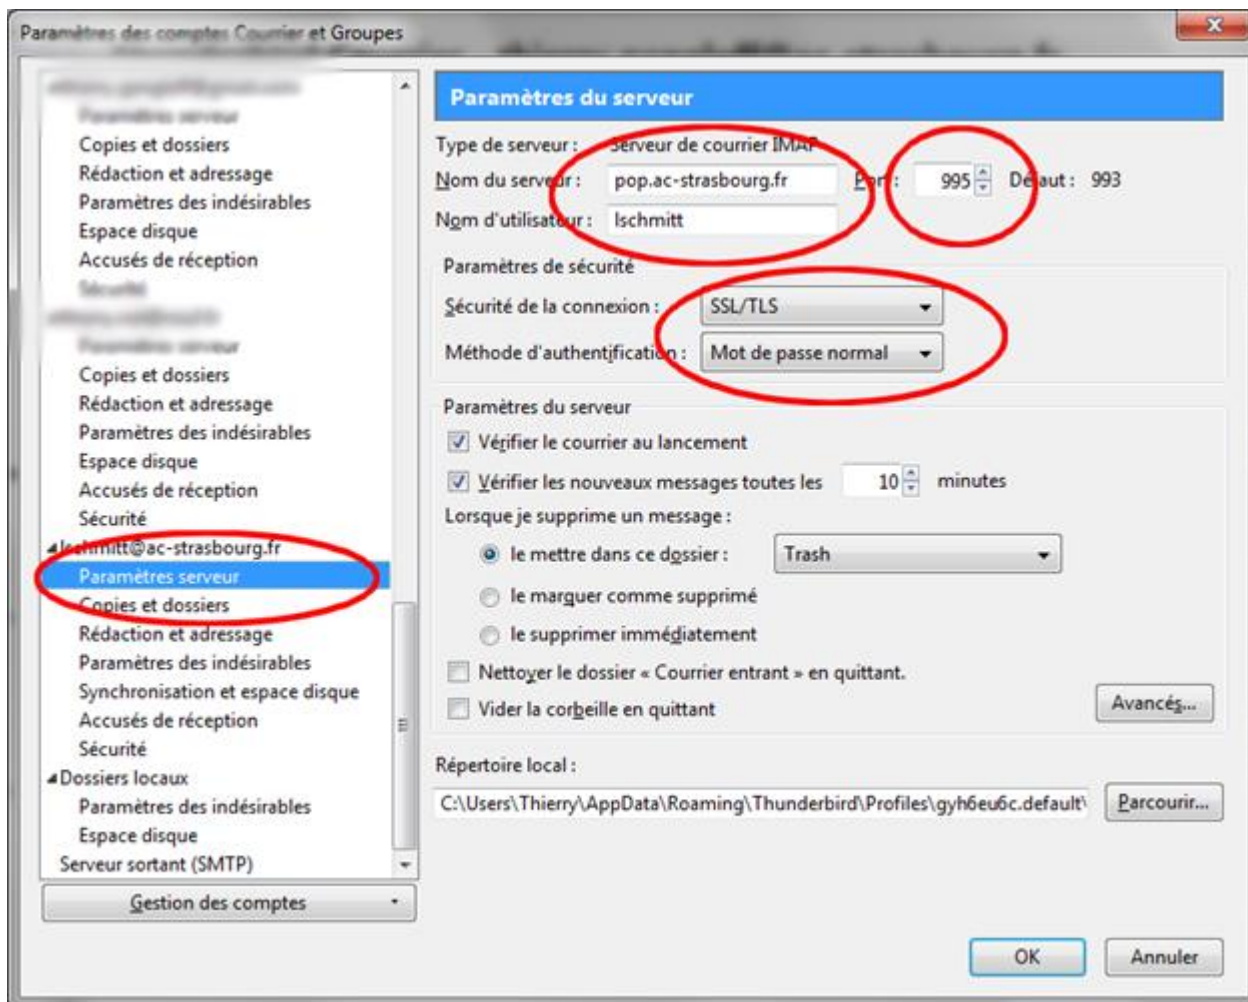 Paramètres des comptes Courrier et Groupes
Copies et dossiers
Rédaction et adressage
Paramètres des indésirables
Espace disque
Accusés de réception
Sécurité
Paramètres serveur
Copies et dossiers
Rédaction et adressage
Paramètres des indésirables
Espace disque
Accusés de réception
Sécurité
lschmitt@ac-strasbourg.fr
Paramètres serveur
Copies et dossiers
Rédaction et adressage
Paramètres des indésirables
Synchronisation et espace disque
Accusés de réception
Sécurité
Dossiers locaux
Paramètres des indésirables
Espace disque
Serveur sortant (SMTP)
Gestion des comptes
Paramètres du serveur
Type de serveur : Serveur de courrier IMAP
Nom du serveur : pop.ac-strasbourg.fr Port : 995 Défaut : 993
Nom d'utilisateur : lschmitt
Paramètres de sécurité
Sécurité de la connexion : SSL/TLS
Méthode d'authentification : Mot de passe normal
Paramètres du serveur
Vérifier le courrier au lancement
Vérifier les nouveaux messages toutes les 10 minutes
Lorsque je supprime un message :
le mettre dans ce dossier : Trash
le marquer comme supprimé
le supprimer immédiatement
Nettoyer le dossier « Courrier entrant » en quittant.
Vider la corbeille en quittant
Avancés...
Répertoire local :
C:\Users\Thierry\AppData\Roaming\Thunderbird\Profiles\gyh6eu6c.default\
Parcourir...
OK Annuler